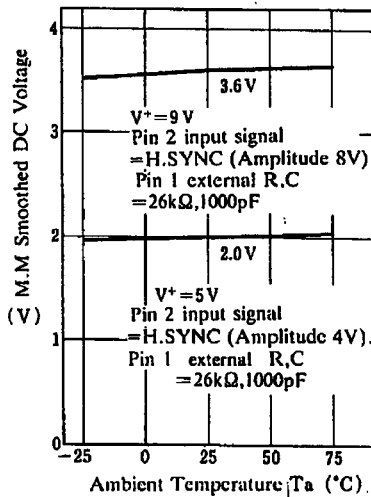 4
3
2
1
0
M.M Smoothed DC Voltage
(V)
3.6 V
V+=9 V
Pin 2 input signal
=H.SYNC (Amplitude 8V)
Pin 1 external R,C
=26kΩ,1000pF
2.0 V
V+=5 V
Pin 2 input signal
=H.SYNC (Amplitude 4V).
Pin 1 external R,C
=26kΩ,1000pF
−25 0 25 50 75
Ambient Temperature Ta (°C)